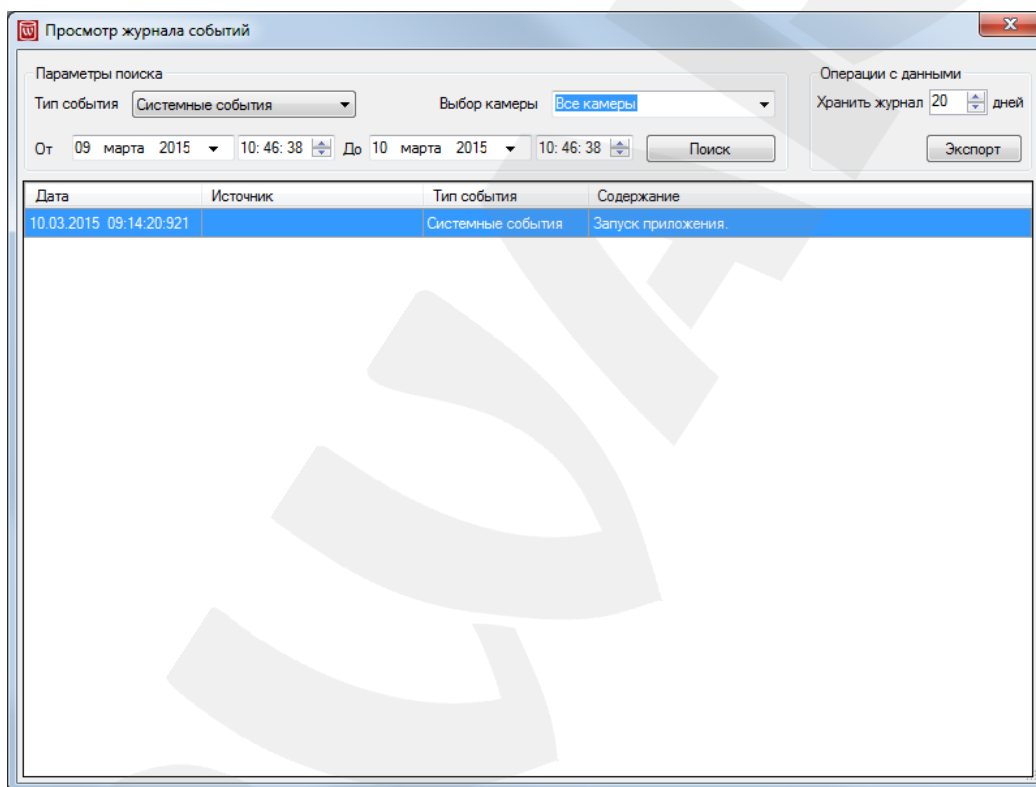 Просмотр журнала событий
Параметры поиска
Тип события Системные события Выбор камеры Все камеры
От 09 марта 2015 10: 46: 38 До 10 марта 2015 10: 46: 38 Поиск
Операции с данными
Хранить журнал 20 дней
Экспорт
Дата Источник Тип события Содержание
10.03.2015 09:14:20:921 Системные события Запуск приложения.